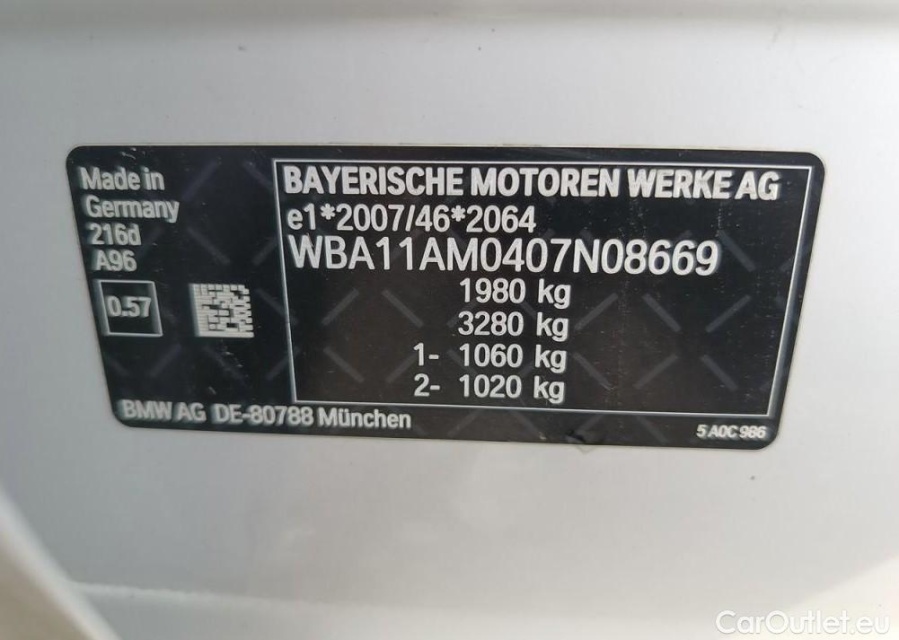 Made in
Germany
216d
A96
0.57
BAYERISCHE MOTOREN WERKE AG
e1*2007/46*2064
WBA11AM0407N08669
1980 kg
3280 kg
1- 1060 kg
2- 1020 kg
BMW AG DE-80788 München
5 A0C 986
CarOutlet.eu